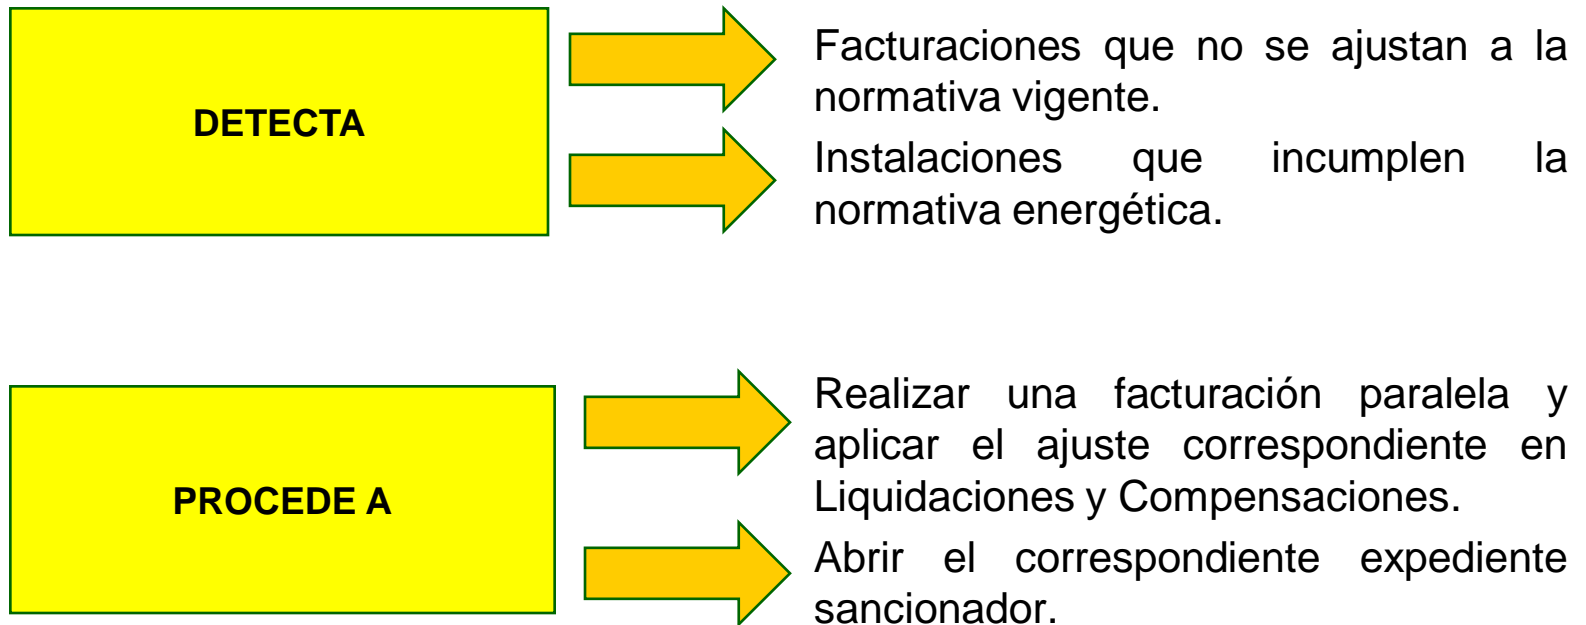 DETECTA
Facturaciones que no se ajustan a la
normativa vigente.
Instalaciones que incumplen la
normativa energética.
PROCEDE A
Realizar una facturación paralela y
aplicar el ajuste correspondiente en
Liquidaciones y Compensaciones.
Abrir el correspondiente expediente
sancionador.